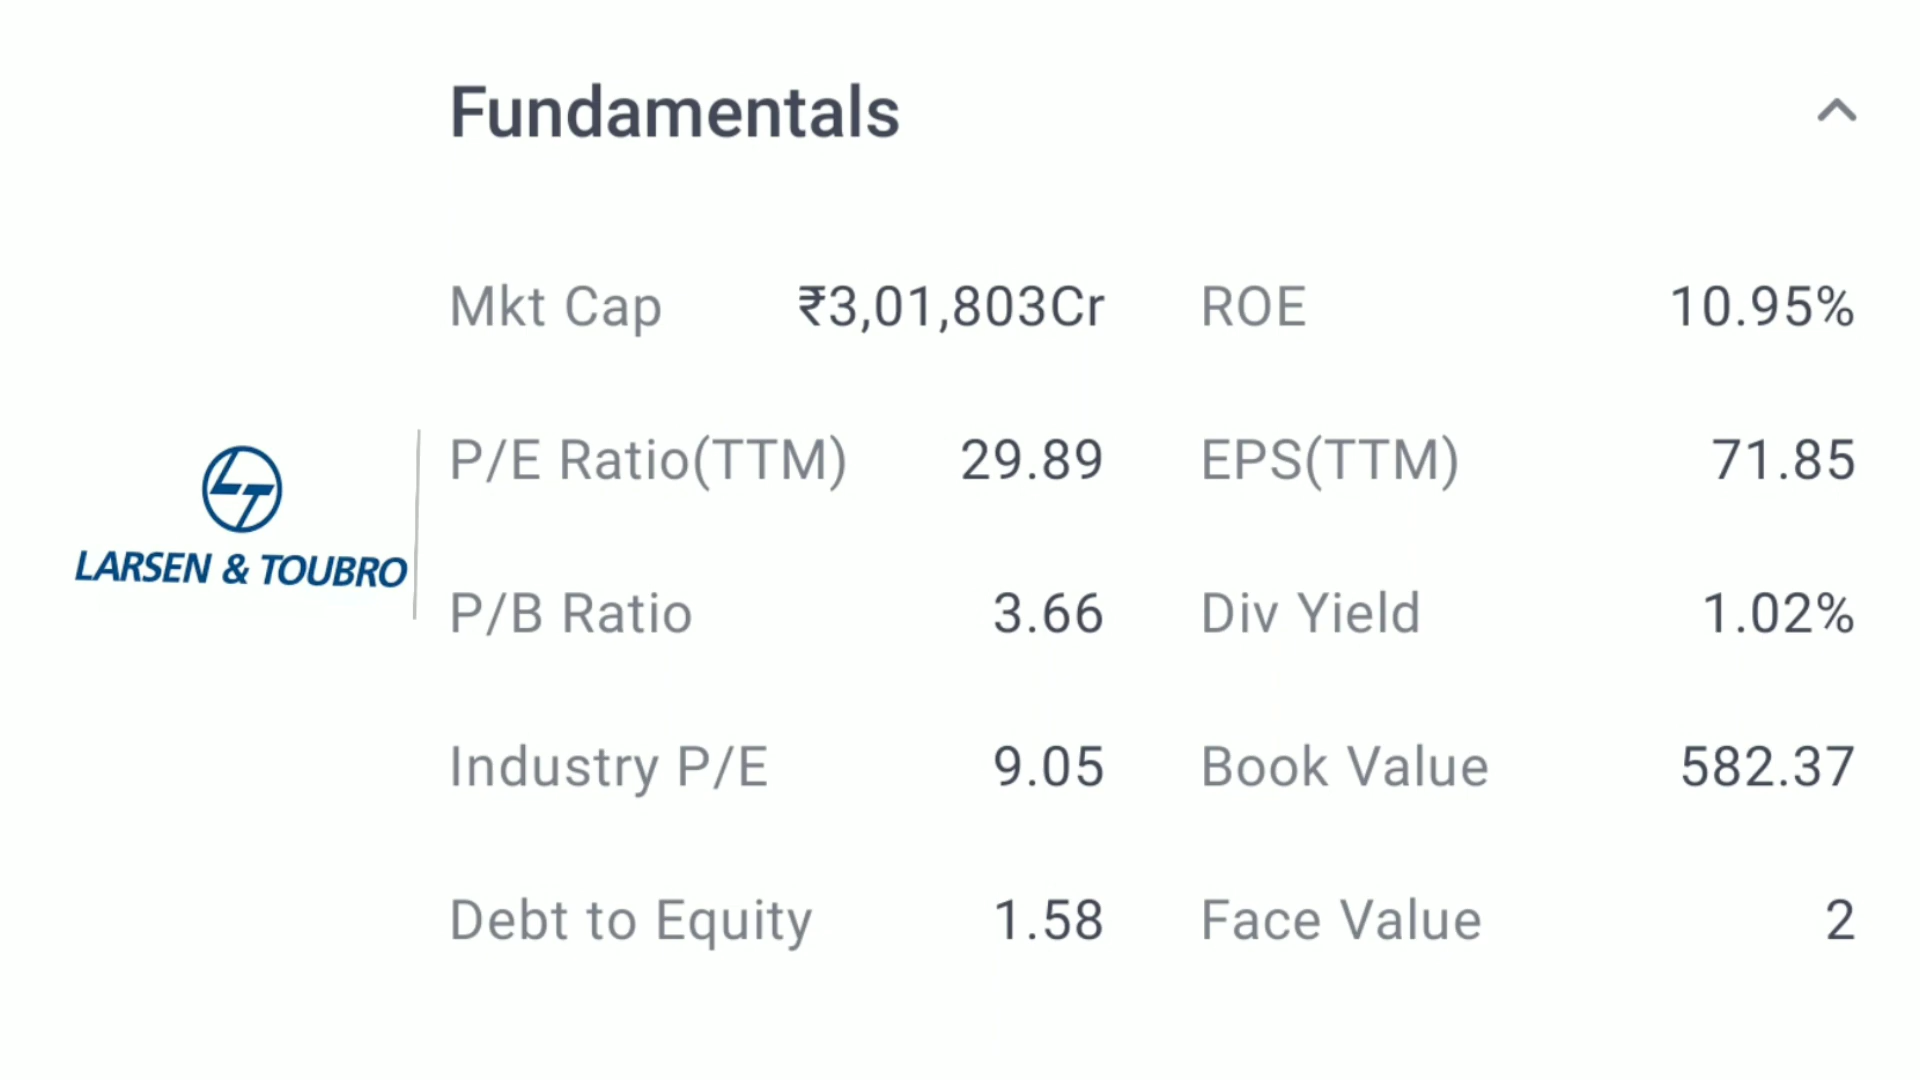 Fundamentals
Mkt Cap ₹3,01,803Cr ROE 10.95%
P/E Ratio(TTM) 29.89 EPS(TTM) 71.85
LT
LARSEN & TOUBRO
P/B Ratio 3.66 Div Yield 1.02%
Industry P/E 9.05 Book Value 582.37
Debt to Equity 1.58 Face Value 2